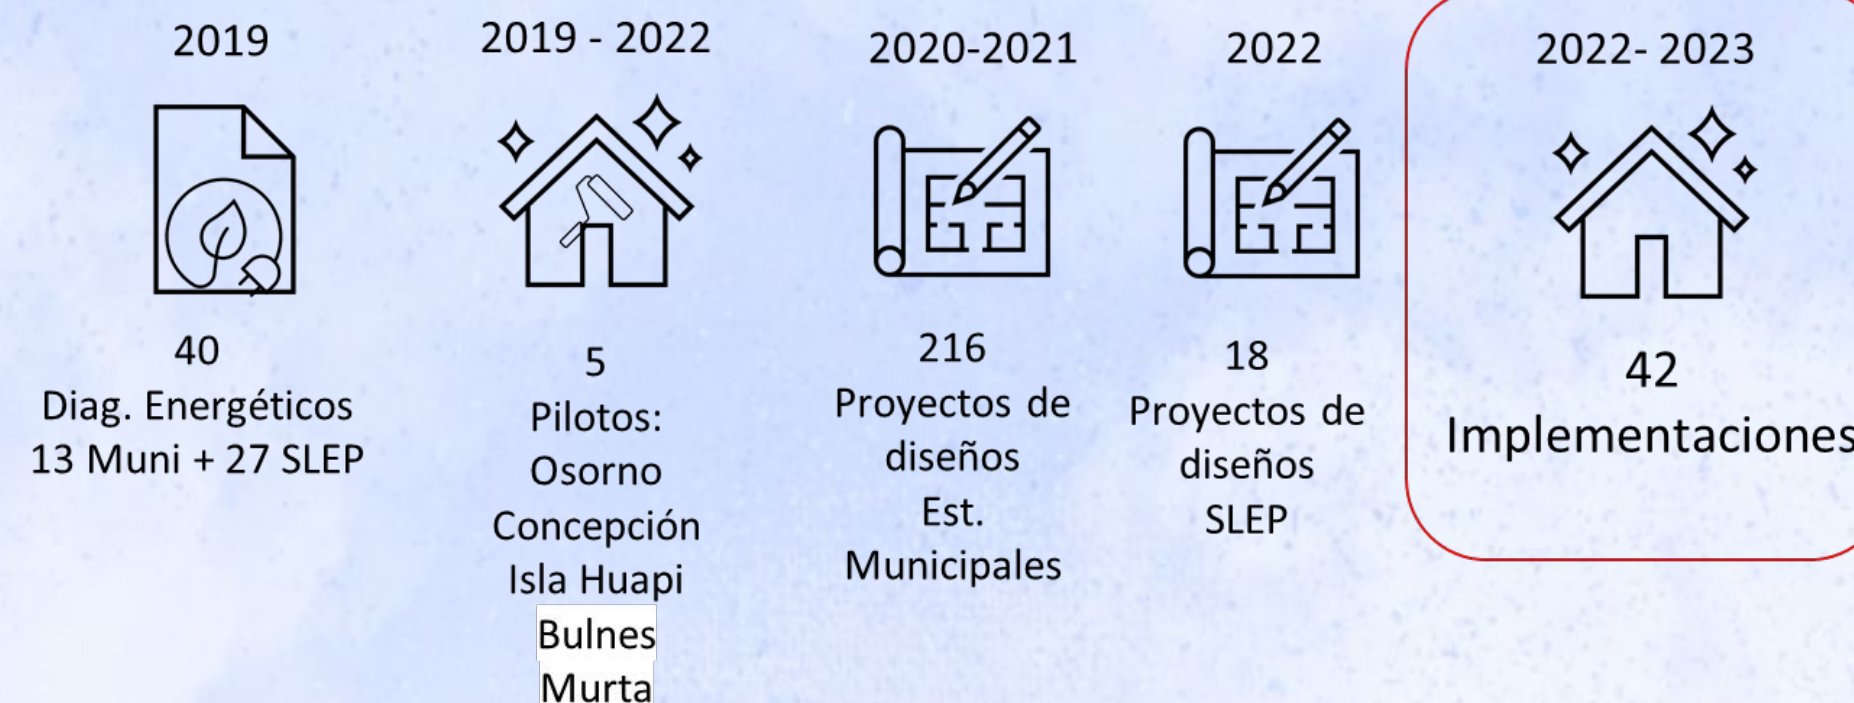 2019
40
Diag. Energéticos
13 Muni + 27 SLEP
2019 - 2022
5
Pilotos:
Osorno
Concepción
Isla Huapi
Bulnes
Murta
2020-2021
216
Proyectos de
diseños
Est.
Municipales
2022
18
Proyectos de
diseños
SLEP
2022- 2023
42
Implementaciones